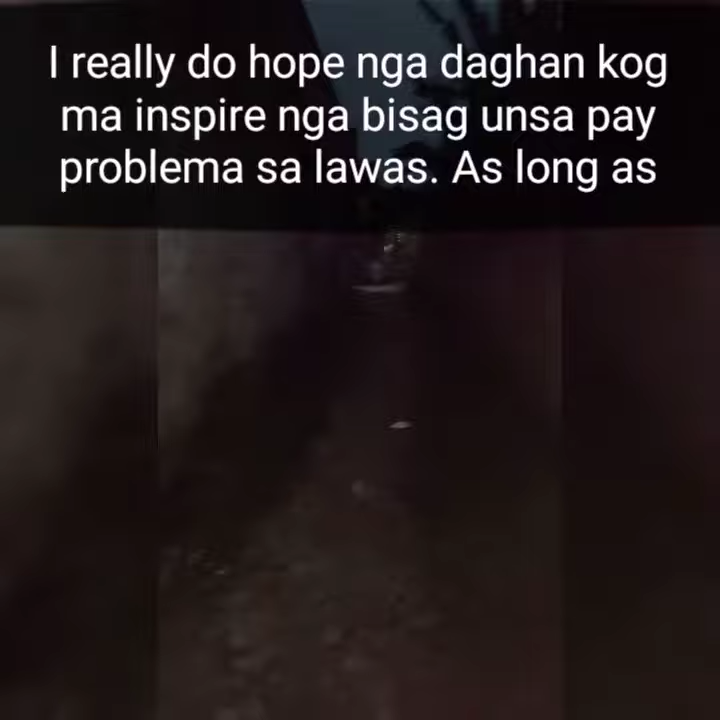 I really do hope nga daghan kog
ma inspire nga bisag unsa pay
problema sa lawas. As long as